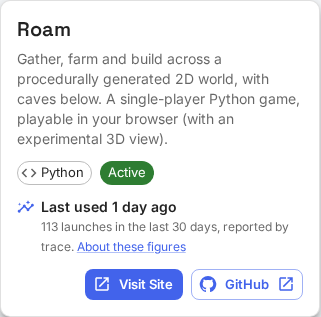 Roam
Gather, farm and build across a
procedurally generated 2D world, with
caves below. A single-player Python game,
playable in your browser (with an
experimental 3D view).
Python
Active
Last used 1 day ago
113 launches in the last 30 days, reported by
trace. About these figures
Visit Site
GitHub